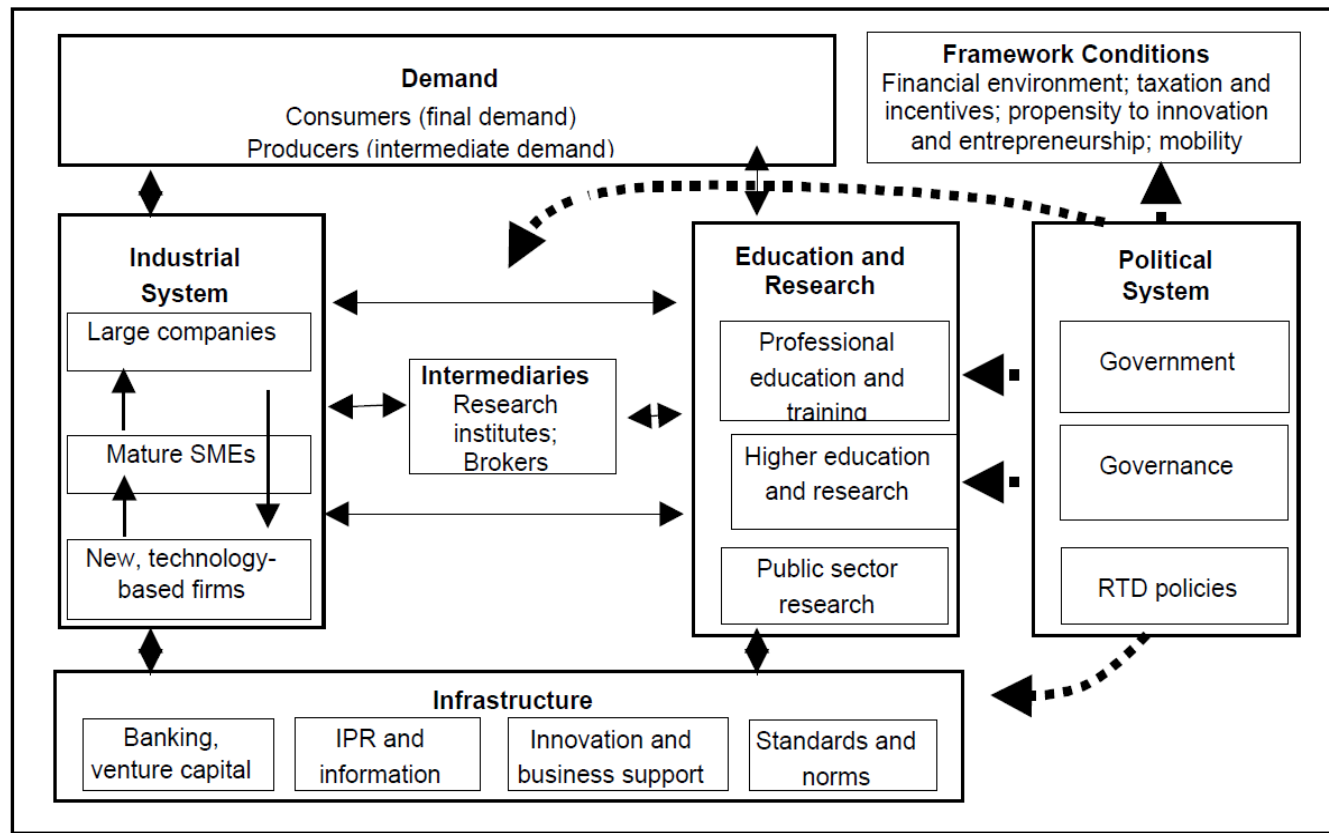 Demand
Consumers (final demand)
Producers (intermediate demand)
Framework Conditions
Financial environment; taxation and
incentives; propensity to innovation
and entrepreneurship; mobility
Industrial
System
Large companies
Mature SMEs
New, technology-
based firms
Intermediaries
Research
institutes;
Brokers
Education and
Research
Professional
education and
training
Higher education
and research
Public sector
research
Political
System
Government
Governance
RTD policies
Infrastructure
Banking,
venture capital
IPR and
information
Innovation and
business support
Standards and
norms